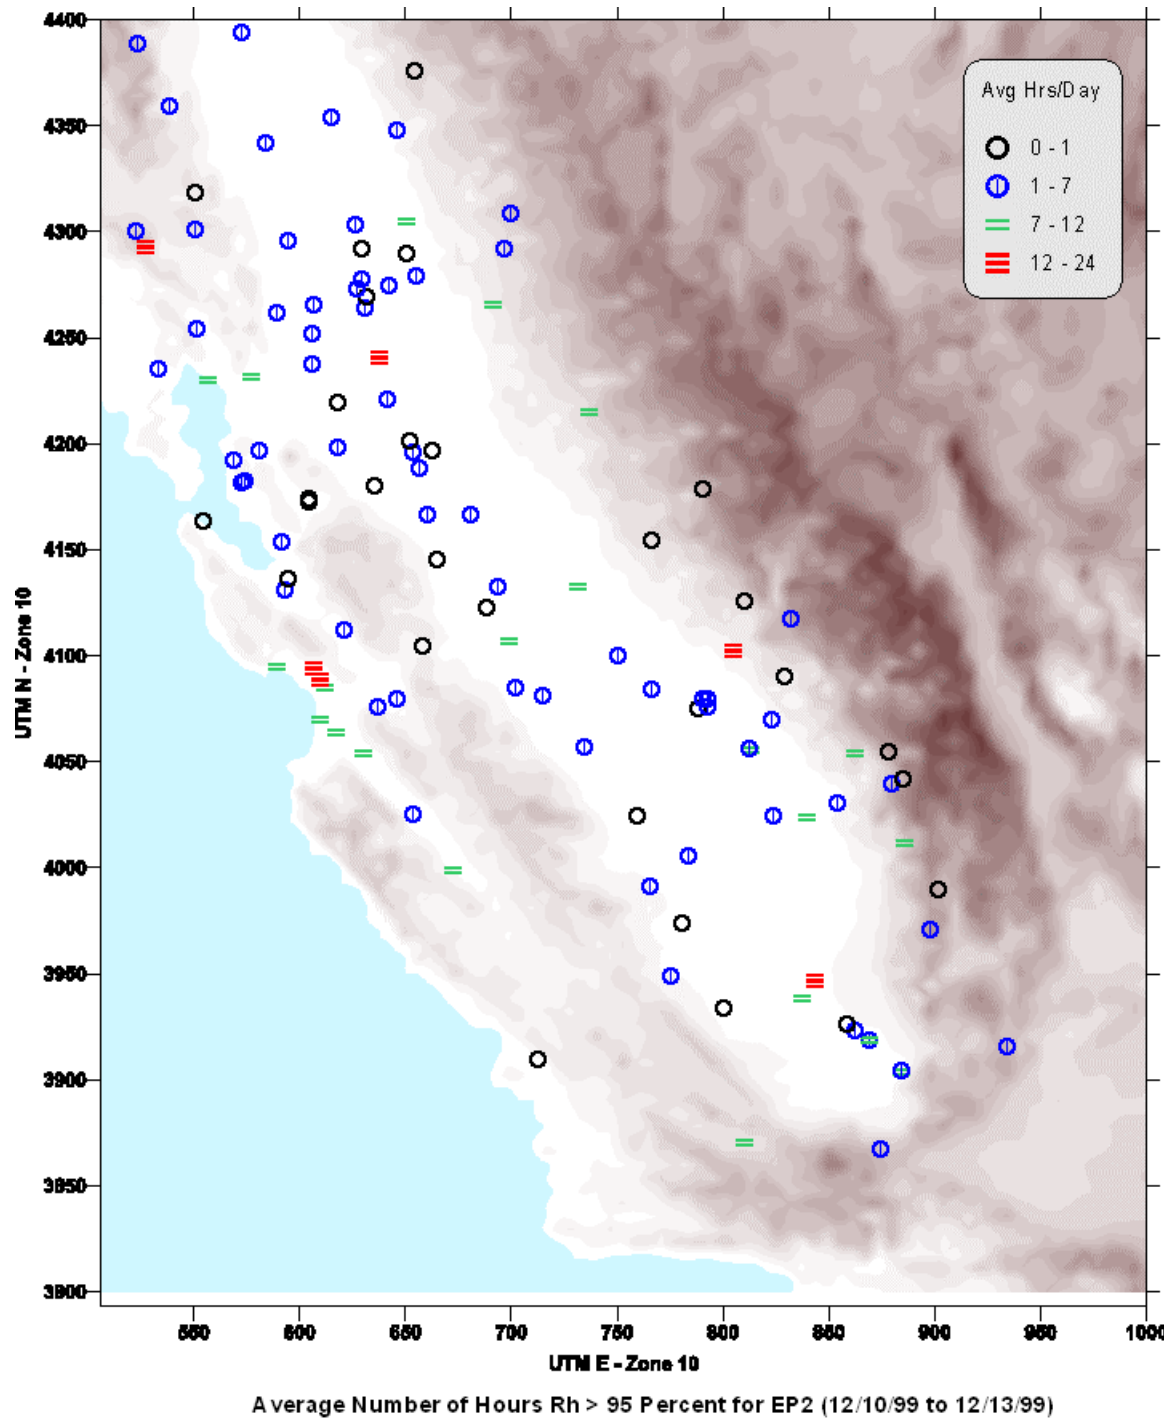 4400
4350
4300
4250
4200
4150
4100
4050
4000
3950
3900
3850
3800
UTM N - Zone 10
Avg Hrs/Day
0 - 1
1 - 7
7 - 12
12 - 24
550 600 650 700 750 800 850 900 950 1000
UTM E - Zone 10
Average Number of Hours Rh > 95 Percent for EP2 (12/10/99 to 12/13/99)